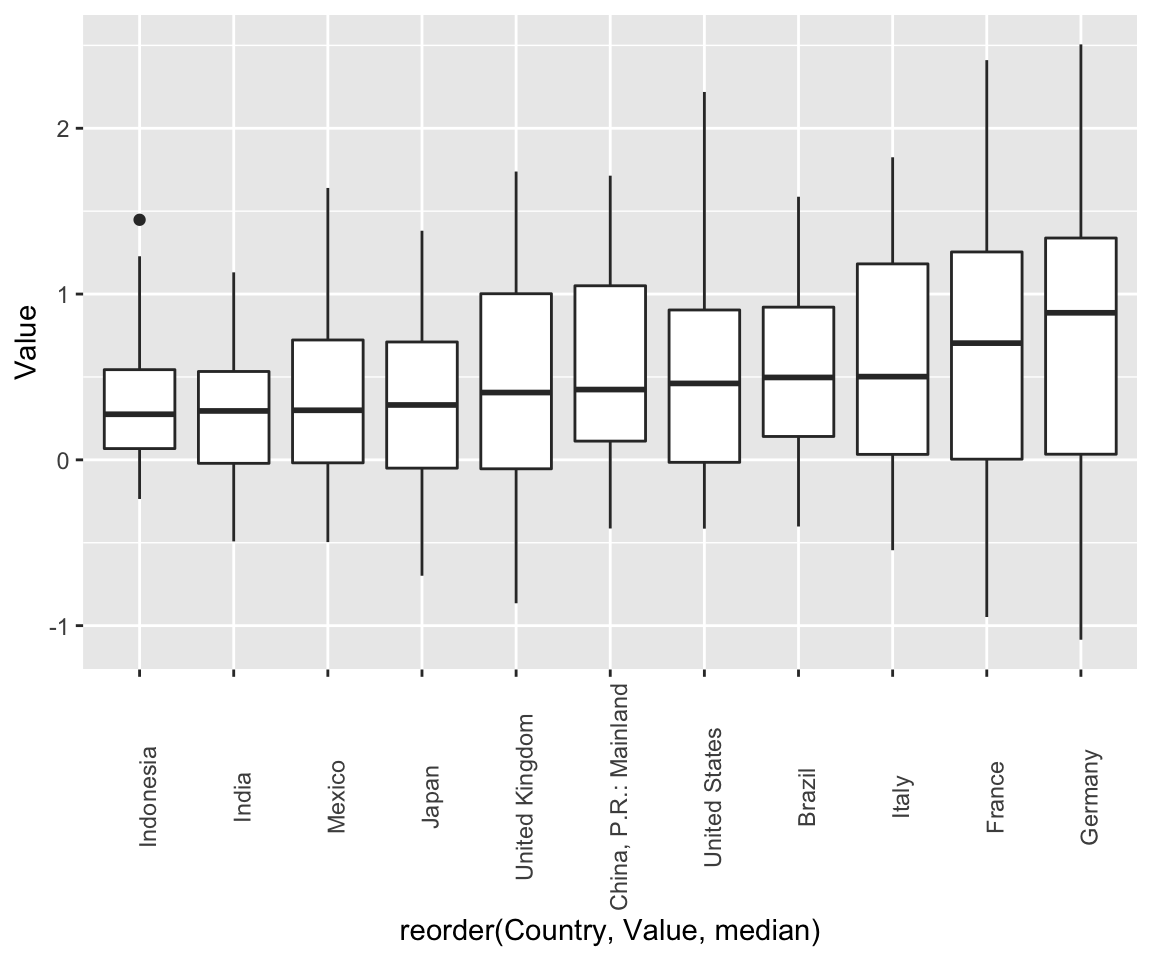 Value
2
1
0
-1
Indonesia
India
Mexico
Japan
United Kingdom
China, P.R.: Mainland
United States
Brazil
Italy
France
Germany
reorder(Country, Value, median)